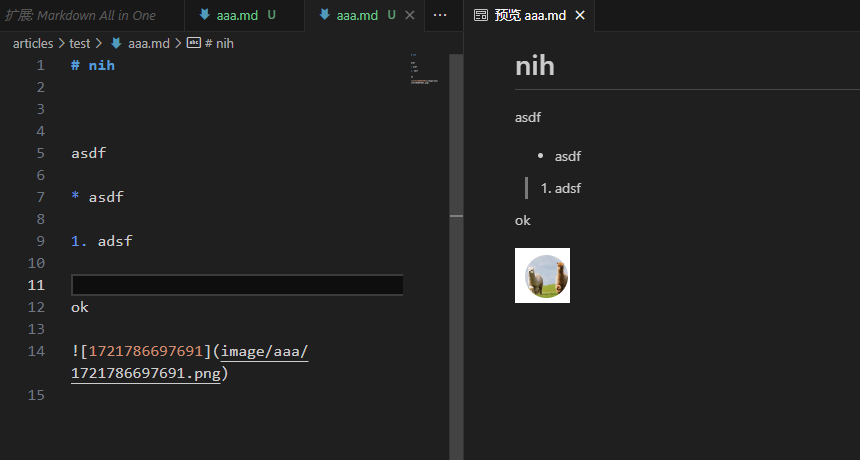 扩展: Markdown All in One
aaa.md U
aaa.md U
预览 aaa.md
articles > test > aaa.md > abc # nih
1 # nih
2
3
4
5 asdf
6
7 * asdf
8
9 1. adsf
10
11
12 ok
13
14 ![1721786697691](image/aaa/
1721786697691.png)
15
nih
asdf
• asdf
1. adsf
ok